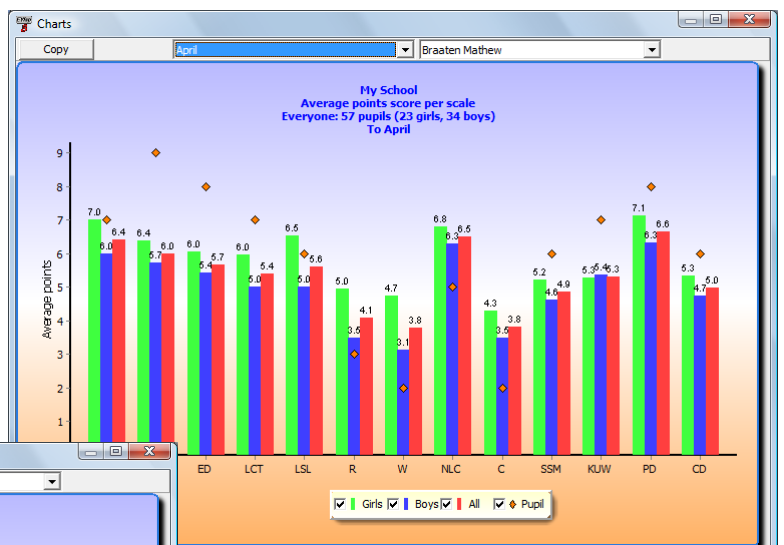 Charts
Copy April Braaten Mathew
My School
Average points score per scale
Everyone: 57 pupils (23 girls, 34 boys)
To April
Average points
9
8
7
6
5
4
3
2
1
7.0 6.0 6.4
6.4 5.7 6.0
6.0 5.4 5.7
6.0 5.0 5.4
6.5 5.0 5.6
5.0 3.5 4.1
4.7 3.1 3.8
6.8 6.3 6.5
4.3 3.5 3.8
5.2 4.6 4.9
5.3 5.4 5.3
7.1 6.3 6.6
5.3 4.7 5.0
ED LCT LSL R W NLC C SSM KUW PD CD
Girls Boys All Pupil